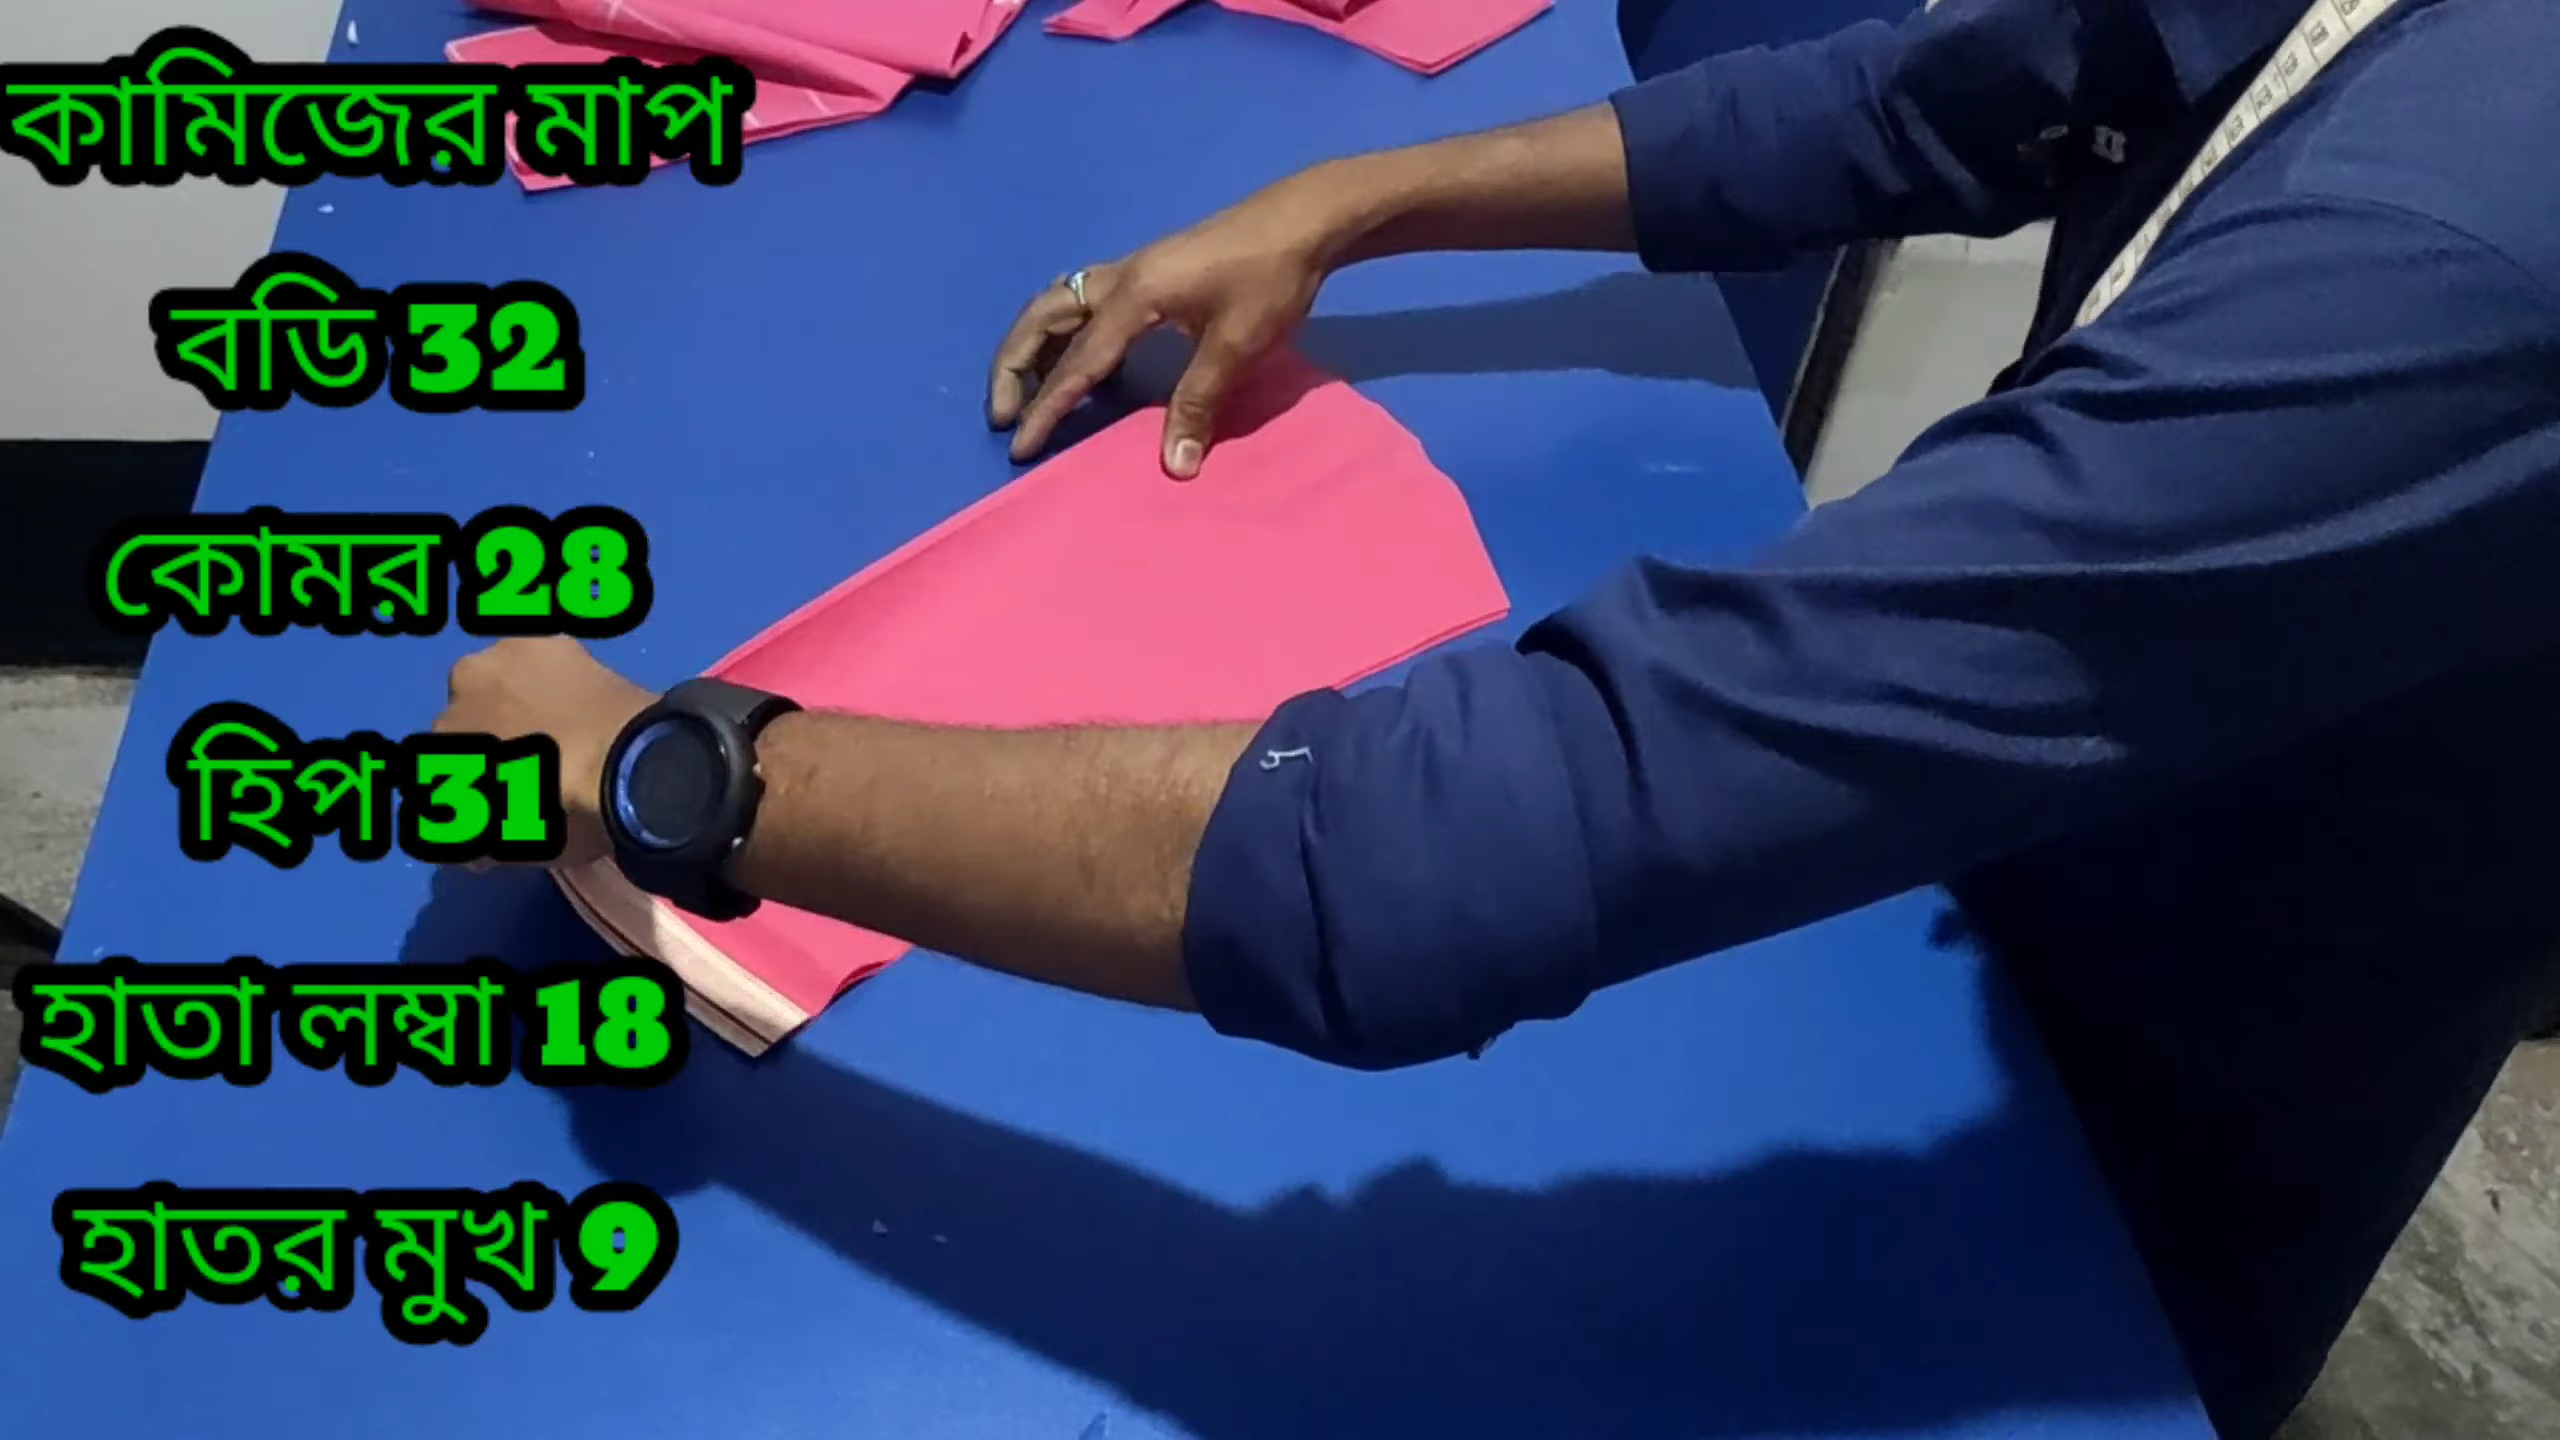 কামিজের মাপ
বডি 32
কোমর 28
হিপ 31
হাতা লম্বা 18
হাতর মুখ 9